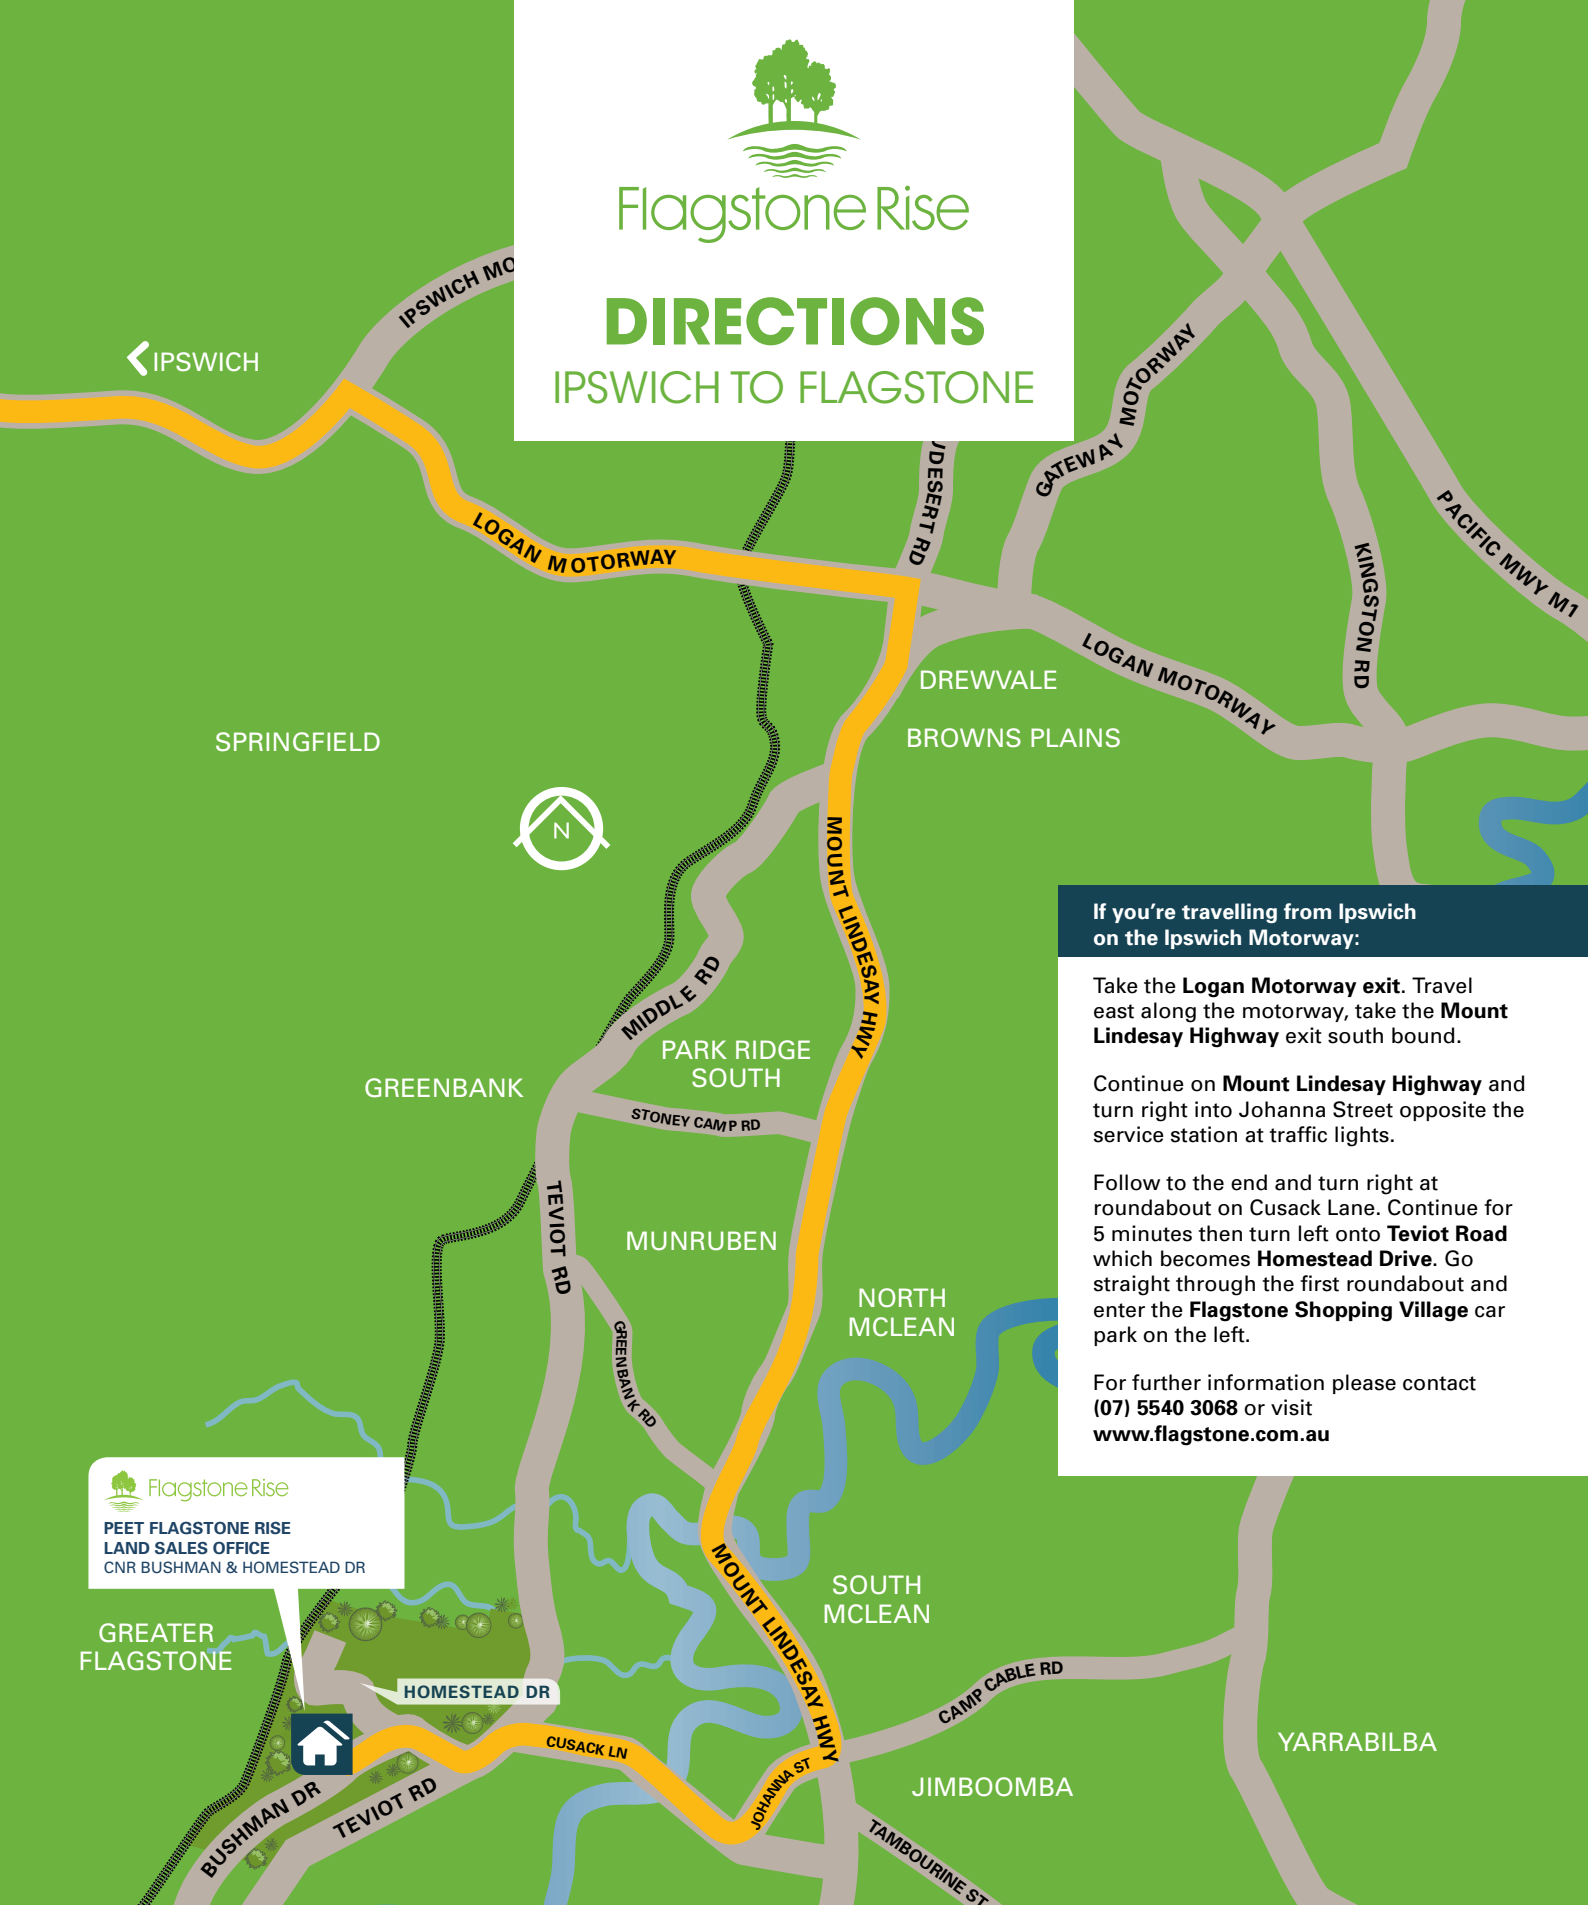 Flagstone Rise
DIRECTIONS
IPSWICH TO FLAGSTONE
IPSWICH MO
IPSWICH
LOGAN MOTORWAY
UDESERT RD
GATEWAY MOTORWAY
PACIFIC MWY M1
KINGSTON RD
LOGAN MOTORWAY
DREWVALE
BROWNS PLAINS
SPRINGFIELD
N
MOUNT LINDESAY HWY
MIDDLE RD
PARK RIDGE
SOUTH
GREENBANK
STONEY CAMP RD
TEVIOT RD
MUNRUBEN
NORTH
MCLEAN
GREENBANK RD
If you’re travelling from Ipswich
on the Ipswich Motorway:
Take the Logan Motorway exit. Travel
east along the motorway, take the Mount
Lindesay Highway exit south bound.
Continue on Mount Lindesay Highway and
turn right into Johanna Street opposite the
service station at traffic lights.
Follow to the end and turn right at
roundabout on Cusack Lane. Continue for
5 minutes then turn left onto Teviot Road
which becomes Homestead Drive. Go
straight through the first roundabout and
enter the Flagstone Shopping Village car
park on the left.
For further information please contact
(07) 5540 3068 or visit
www.flagstone.com.au
Flagstone Rise
PEET FLAGSTONE RISE
LAND SALES OFFICE
CNR BUSHMAN & HOMESTEAD DR
GREATER
FLAGSTONE
HOMESTEAD DR
MOUNT LINDESAY HWY
SOUTH
MCLEAN
CAMP CABLE RD
YARRABILBA
CUSACK LN
JOHANNA ST
JIMBOOMBA
BUSHMAN DR
TEVIOT RD
TAMBOURINE ST